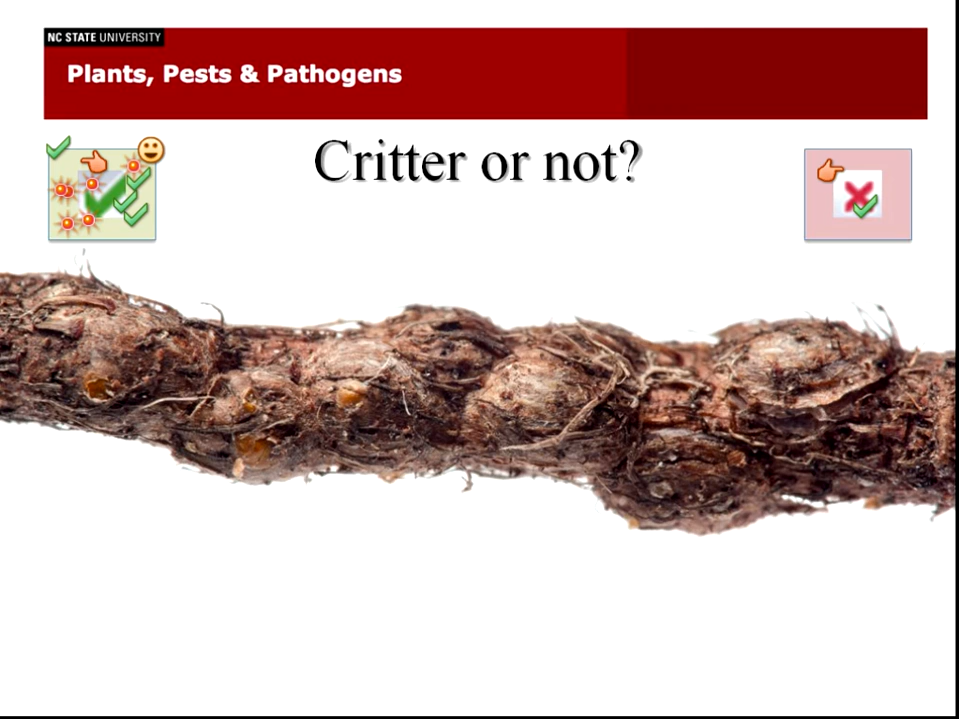 NC STATE UNIVERSITY
Plants, Pests & Pathogens
Critter or not?